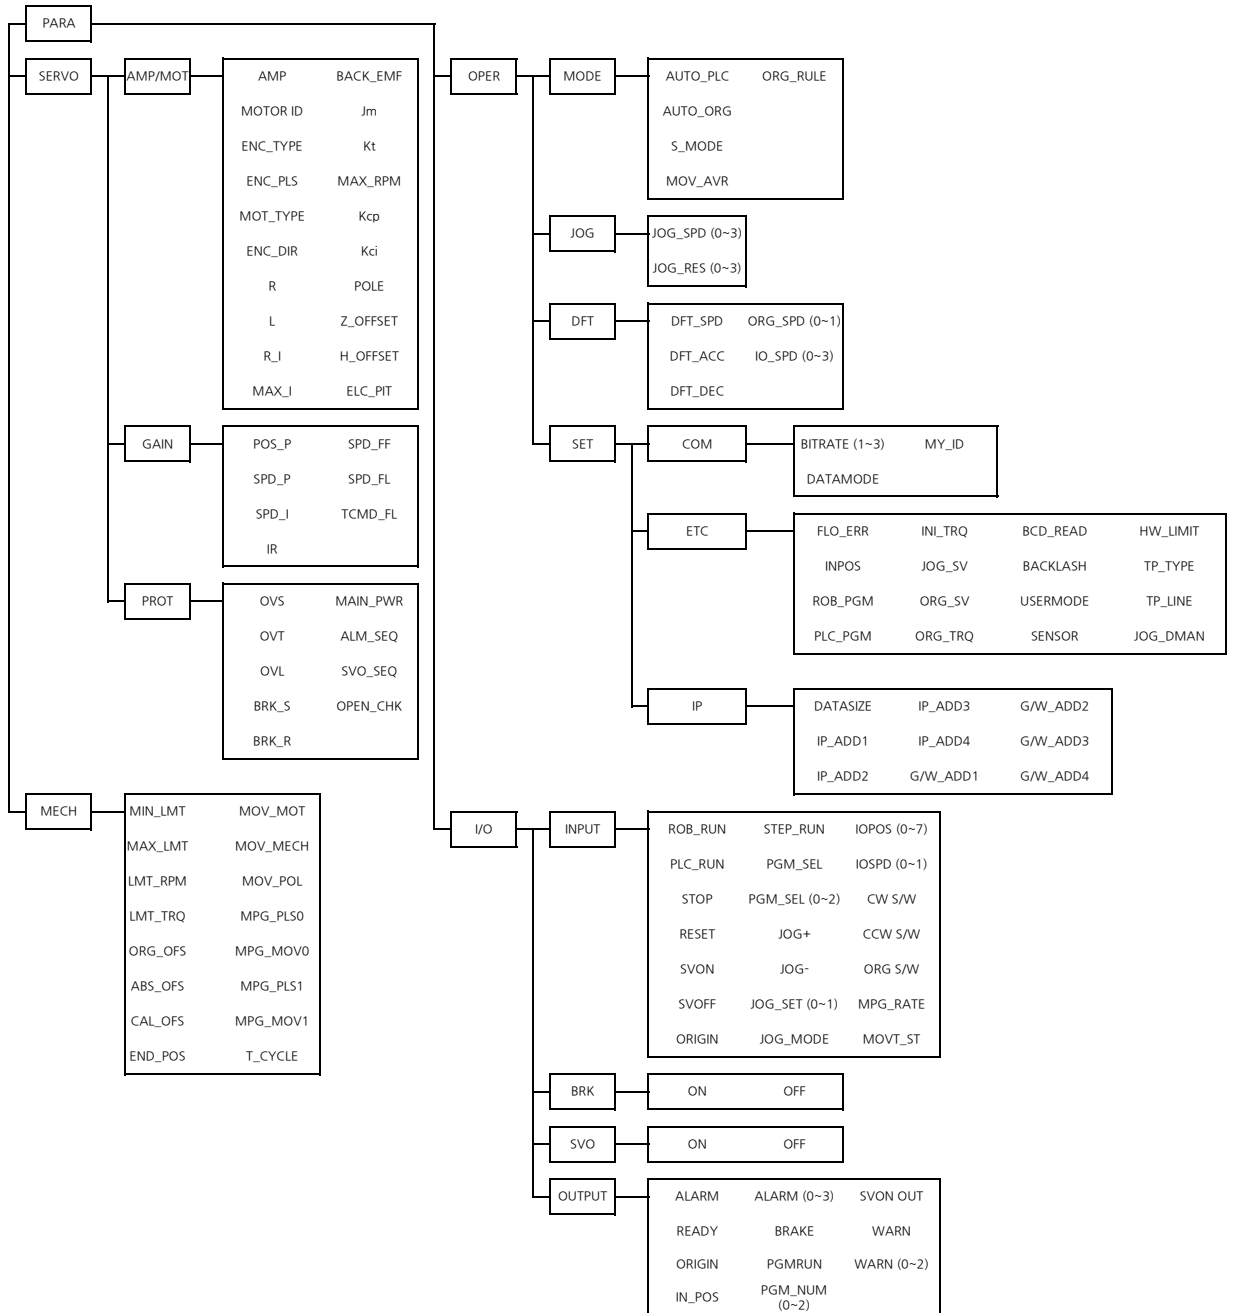 PARA
SERVO
AMP/MOT
AMP BACK_EMF
MOTOR ID Jm
ENC_TYPE Kt
ENC_PLS MAX_RPM
MOT_TYPE Kcp
ENC_DIR Kci
R POLE
L Z_OFFSET
R_I H_OFFSET
MAX_I ELC_PIT
GAIN
POS_P SPD_FF
SPD_P SPD_FL
SPD_I TCMD_FL
IR
PROT
OVS MAIN_PWR
OVT ALM_SEQ
OVL SVO_SEQ
BRK_S OPEN_CHK
BRK_R
MECH
MIN_LMT MOV_MOT
MAX_LMT MOV_MECH
LMT_RPM MOV_POL
LMT_TRQ MPG_PLS0
ORG_OFS MPG_MOV0
ABS_OFS MPG_PLS1
CAL_OFS MPG_MOV1
END_POS T_CYCLE
OPER
MODE
AUTO_PLC ORG_RULE
AUTO_ORG
S_MODE
MOV_AVR
JOG
JOG_SPD (0~3)
JOG_RES (0~3)
DFT
DFT_SPD ORG_SPD (0~1)
DFT_ACC IO_SPD (0~3)
DFT_DEC
SET
COM
BITRATE (1~3) MY_ID
DATAMODE
ETC
FLO_ERR INI_TRQ BCD_READ HW_LIMIT
INPOS JOG_SV BACKLASH TP_TYPE
ROB_PGM ORG_SV USERMODE TP_LINE
PLC_PGM ORG_TRQ SENSOR JOG_DMAN
IP
DATASIZE IP_ADD3 G/W_ADD2
IP_ADD1 IP_ADD4 G/W_ADD3
IP_ADD2 G/W_ADD1 G/W_ADD4
I/O
INPUT
ROB_RUN STEP_RUN IOPOS (0~7)
PLC_RUN PGM_SEL IOSPD (0~1)
STOP PGM_SEL (0~2) CW S/W
RESET JOG+ CCW S/W
SVON JOG- ORG S/W
SVOFF JOG_SET (0~1) MPG_RATE
ORIGIN JOG_MODE MOVT_ST
BRK
ON OFF
SVO
ON OFF
OUTPUT
ALARM ALARM (0~3) SVON OUT
READY BRAKE WARN
ORIGIN PGMRUN WARN (0~2)
IN_POS PGM_NUM
(0~2)